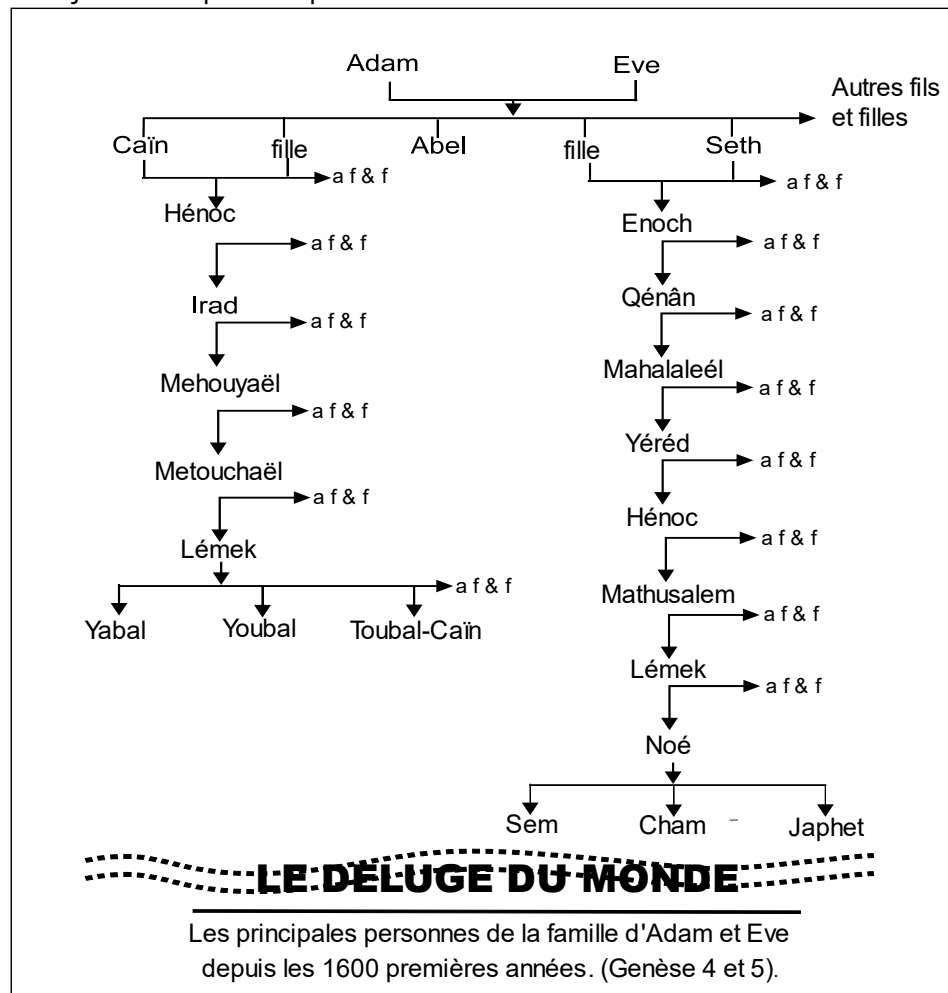 Adam Eve
Autres fils
et filles
Caïn fille Abel fille Seth
a f & f a f & f
Hénoc Enoch
a f & f a f & f
Irad Qénân
a f & f a f & f
Mehouyaël Mahalaleél
a f & f a f & f
Metouchaël Yéréd
a f & f a f & f
Lémek Hénoc
a f & f a f & f
Yabal Youbal Toubal-Caïn Mathusalem
a f & f
Lémek
a f & f
Noé
Sem Cham Japhet
LE DELUGE DU MONDE
Les principales personnes de la famille d'Adam et Eve
depuis les 1600 premières années. (Genèse 4 et 5).